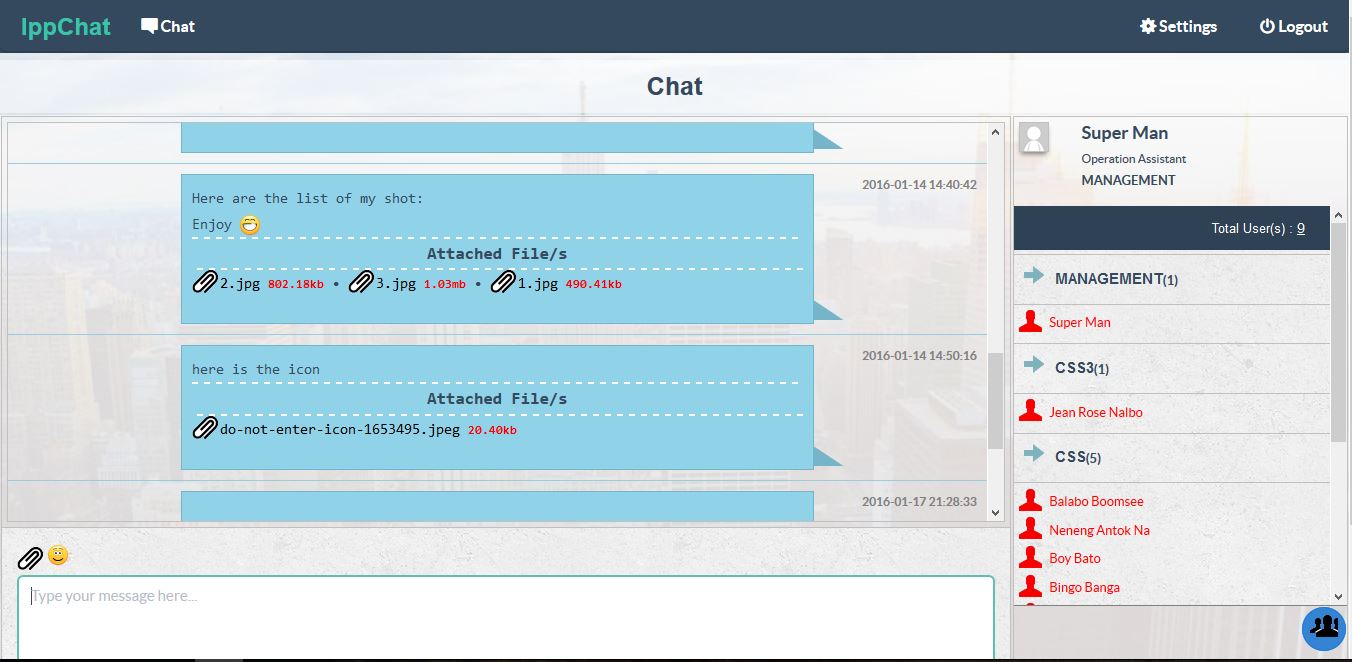 IppChat Chat Settings Logout
Chat
2016-01-14 14:40:42
Here are the list of my shot:
Enjoy
Attached File/s
2.jpg 802.18kb • 3.jpg 1.03mb • 1.jpg 490.41kb
2016-01-14 14:50:16
here is the icon
Attached File/s
do-not-enter-icon-1653495.jpeg 20.40kb
2016-01-17 21:28:33
Type your message here...
Super Man
Operation Assistant
MANAGEMENT
Total User(s) : 9
MANAGEMENT(1)
Super Man
CSS3(1)
Jean Rose Nalbo
CSS(5)
Balabo Boomsee
Neneng Antok Na
Boy Bato
Bingo Banga